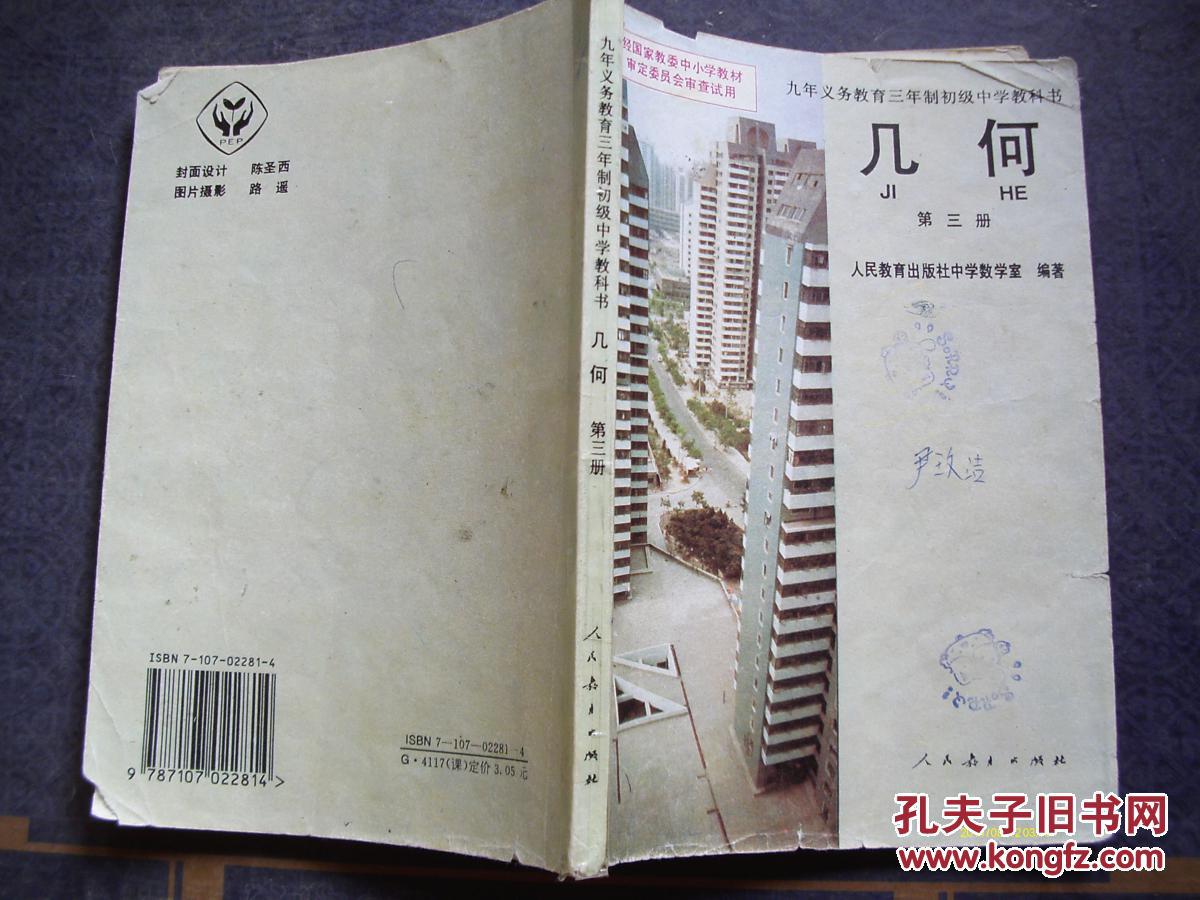 PEP
封面设计 陈圣西
图片摄影 路 遥
ISBN 7-107-02281-4
9 787107 022814 >
ISBN 7—107—02281-4
G·4117(课)定价3.05元
九年义务教育三年制初级中学教科书 几何 第三册
人民教育出版社
经国家教委中小学教材
审定委员会审查试用
九年义务教育三年制初级中学教科书
几 何
JI HE
第 三 册
人民教育出版社中学数学室 编著
人民教育出版社
孔夫子旧书网
www.kongfz.com